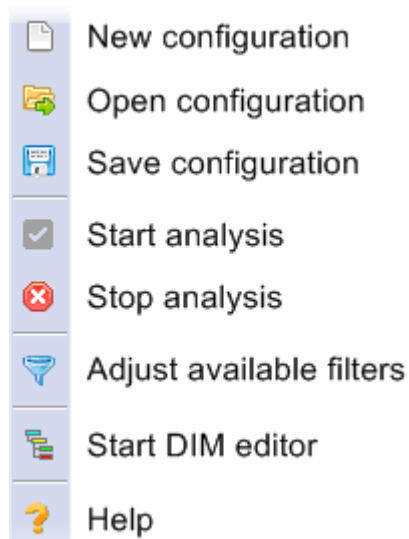 New configuration
Open configuration
Save configuration
Start analysis
Stop analysis
Adjust available filters
Start DIM editor
Help